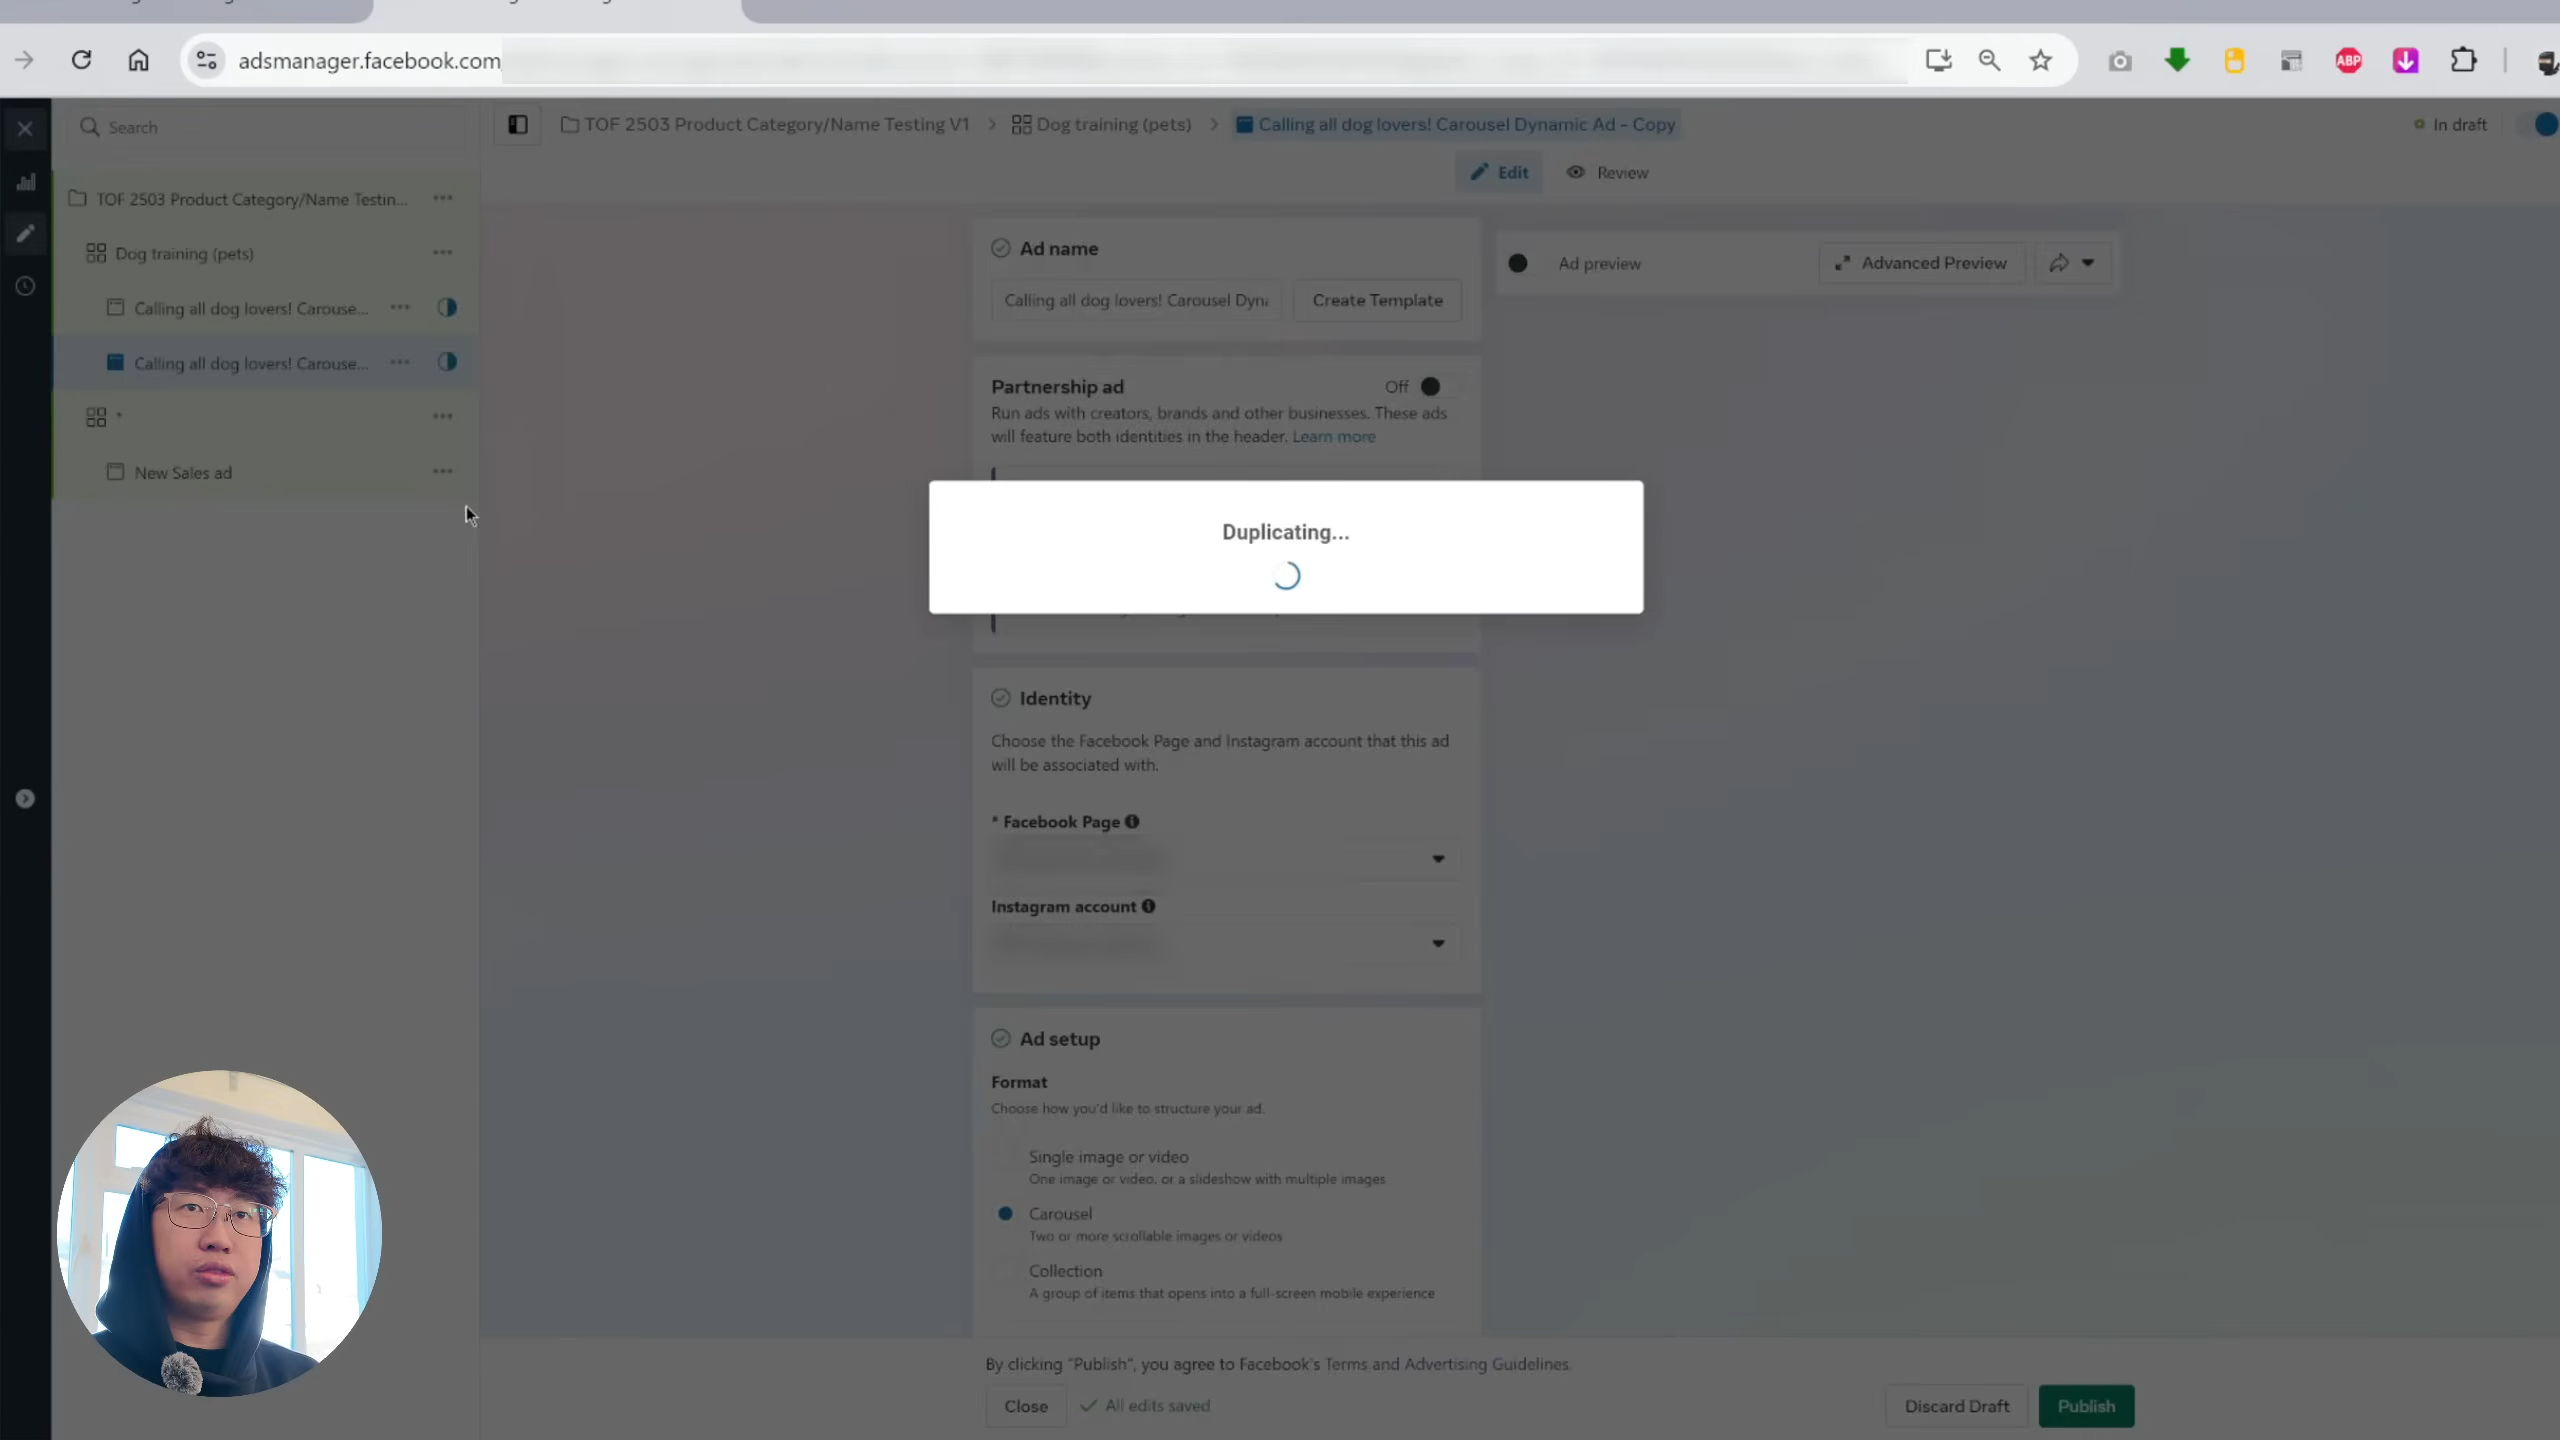 adsmanager.facebook.com
ABP
Search
TOF 2503 Product Category/Name Testing V1
Dog training (pets)
Calling all dog lovers! Carousel Dynamic Ad - Copy
In draft
Edit
Review
TOF 2503 Product Category/Name Testin...
Dog training (pets)
Calling all dog lovers! Carouse...
Calling all dog lovers! Carouse...
*
New Sales ad
Ad name
Calling all dog lovers! Carousel Dyn
Create Template
Ad preview
Advanced Preview
Partnership ad
Off
Run ads with creators, brands and other businesses. These ads
will feature both identities in the header. Learn more
Duplicating...
Identity
Choose the Facebook Page and Instagram account that this ad
will be associated with.
* Facebook Page
Instagram account
Ad setup
Format
Choose how you'd like to structure your ad.
Single image or video
One image or video, or a slideshow with multiple images
Carousel
Two or more scrollable images or videos
Collection
A group of items that opens into a full-screen mobile experience
By clicking "Publish", you agree to Facebook's Terms and Advertising Guidelines.
Close
All edits saved
Discard Draft
Publish